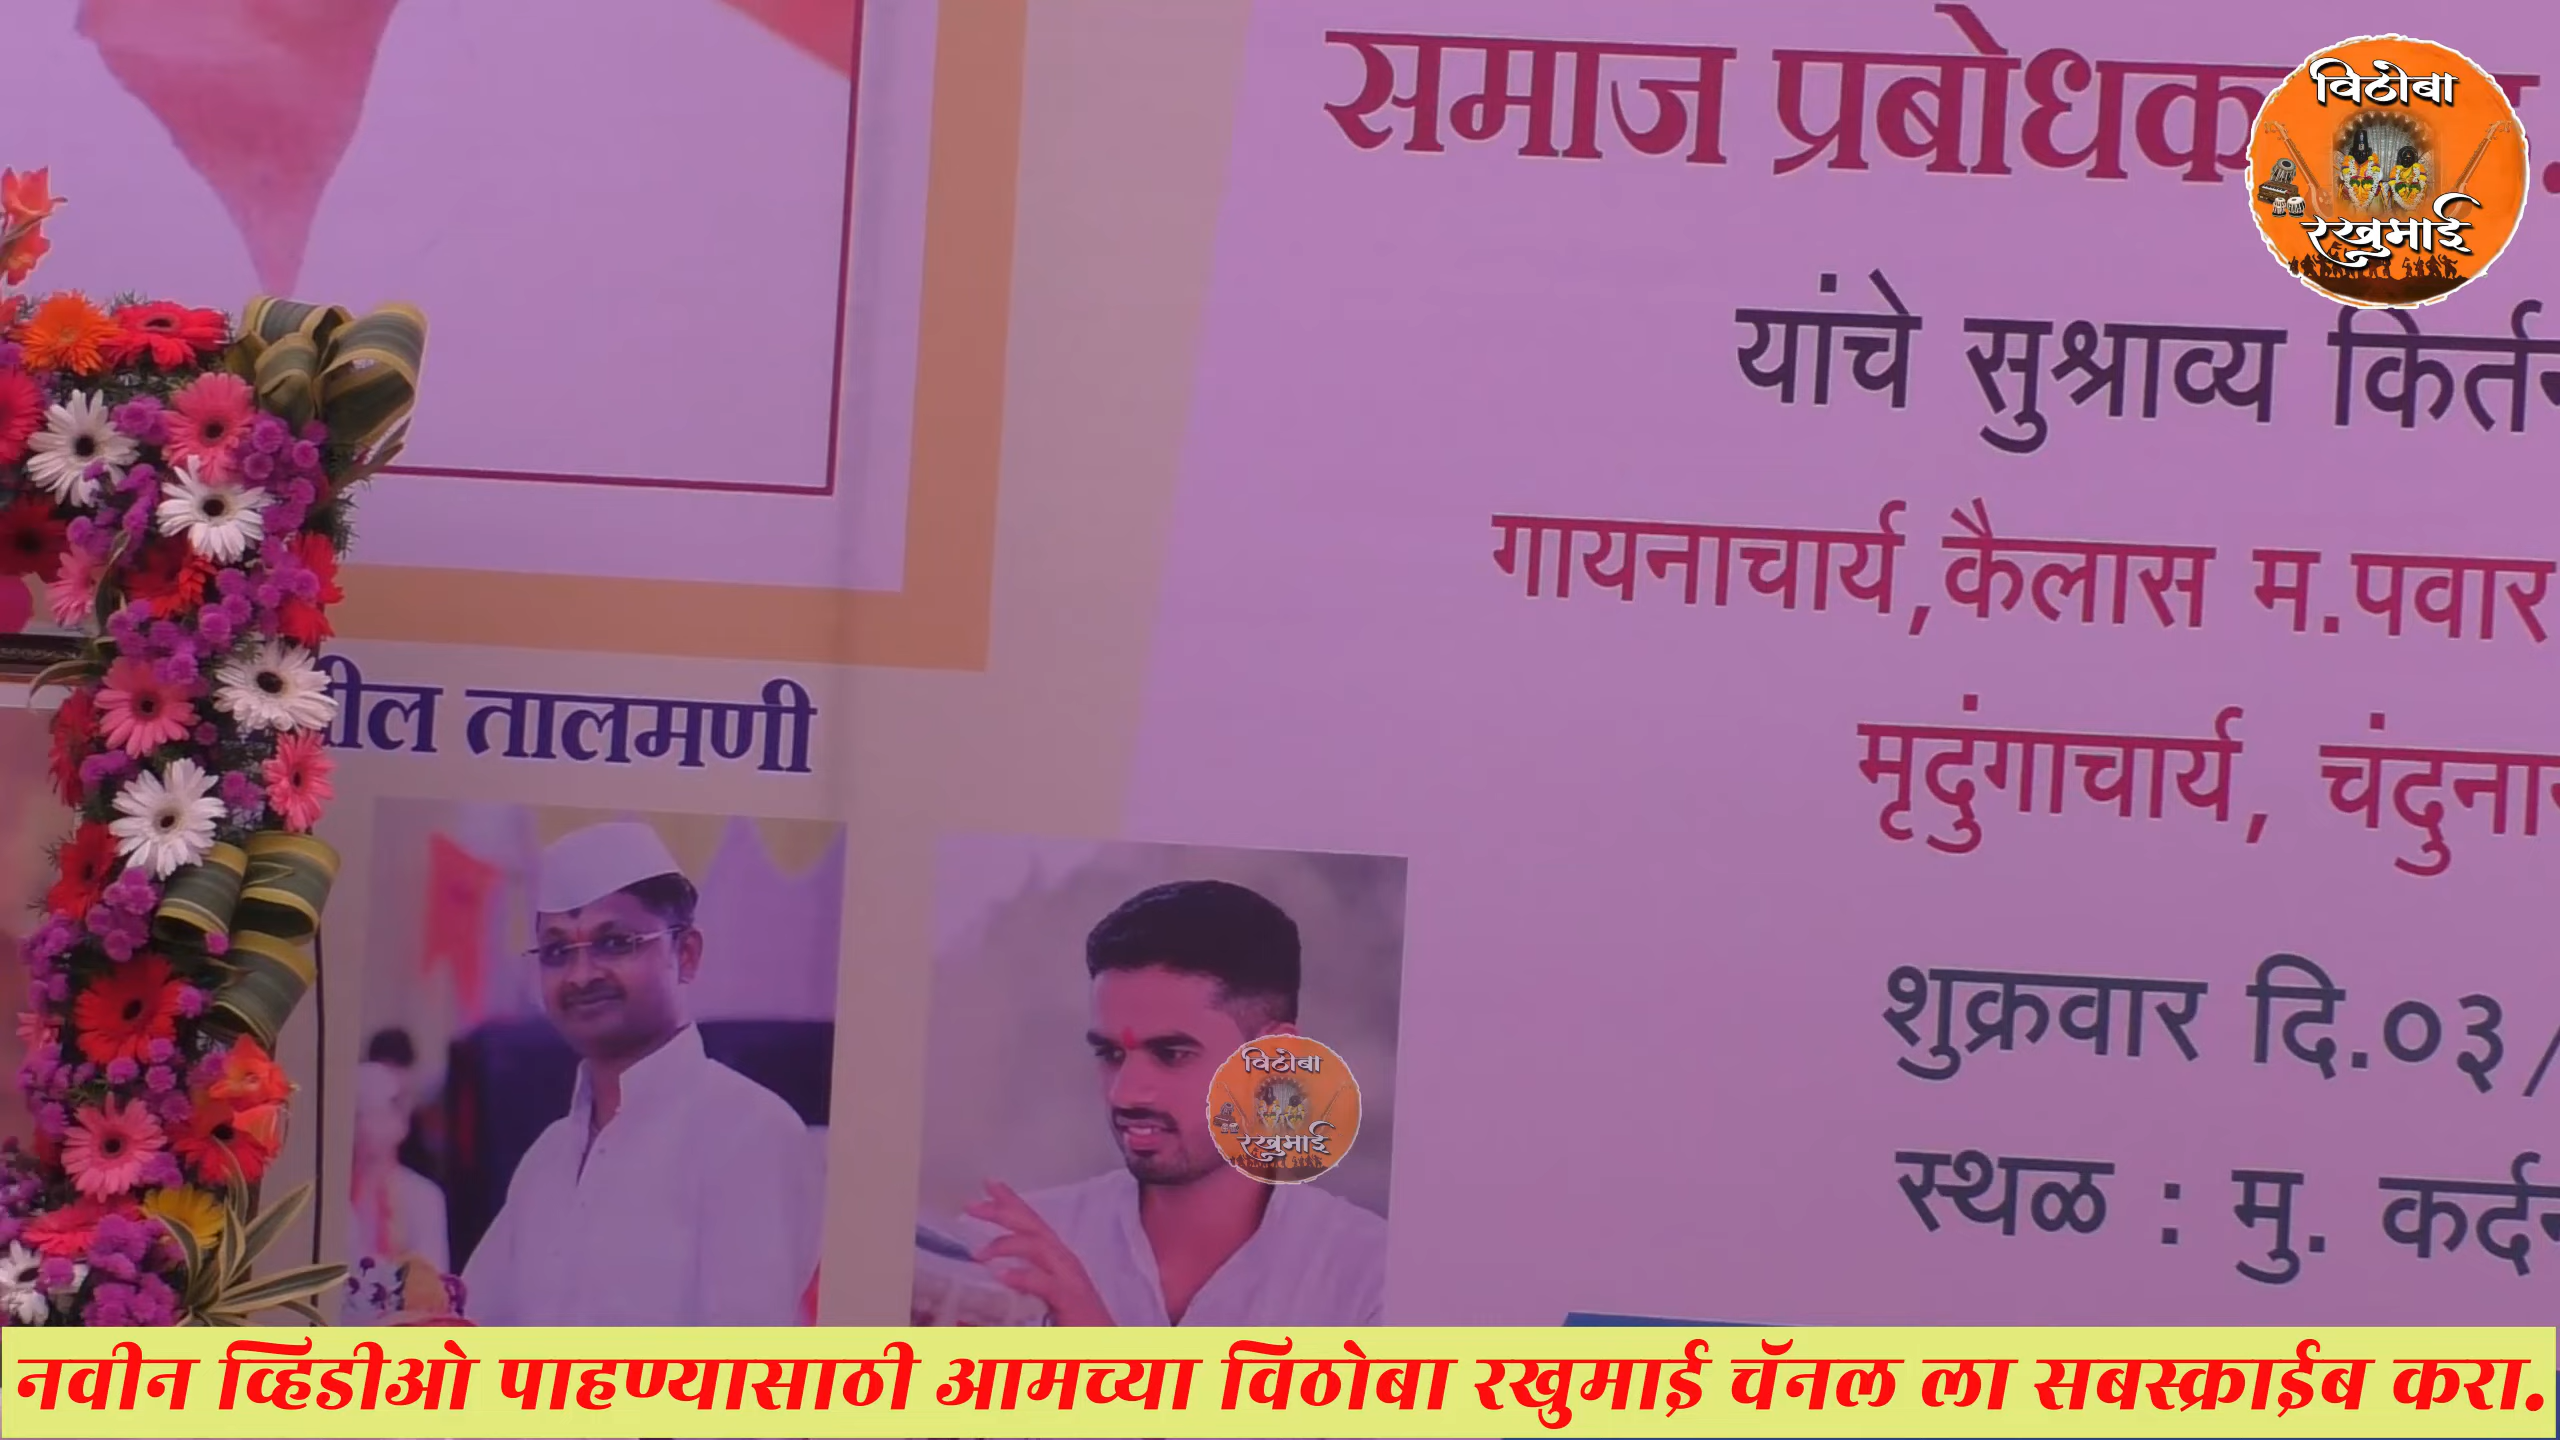 समाज प्रबोधक
यांचे सुश्राव्य
गायनाचार्य,कैलास म.पवार
मृदुंगाचार्य,
शुक्रवार दि.०३/
स्थळ : मु.
तालमणी
विठोबा
रखुमाई
विठोबा
रखुमाई
नवीन व्हिडीओ पाहण्यासाठी आमच्या विठोबा रखुमाई चॅनल ला सबस्क्राईब करा.